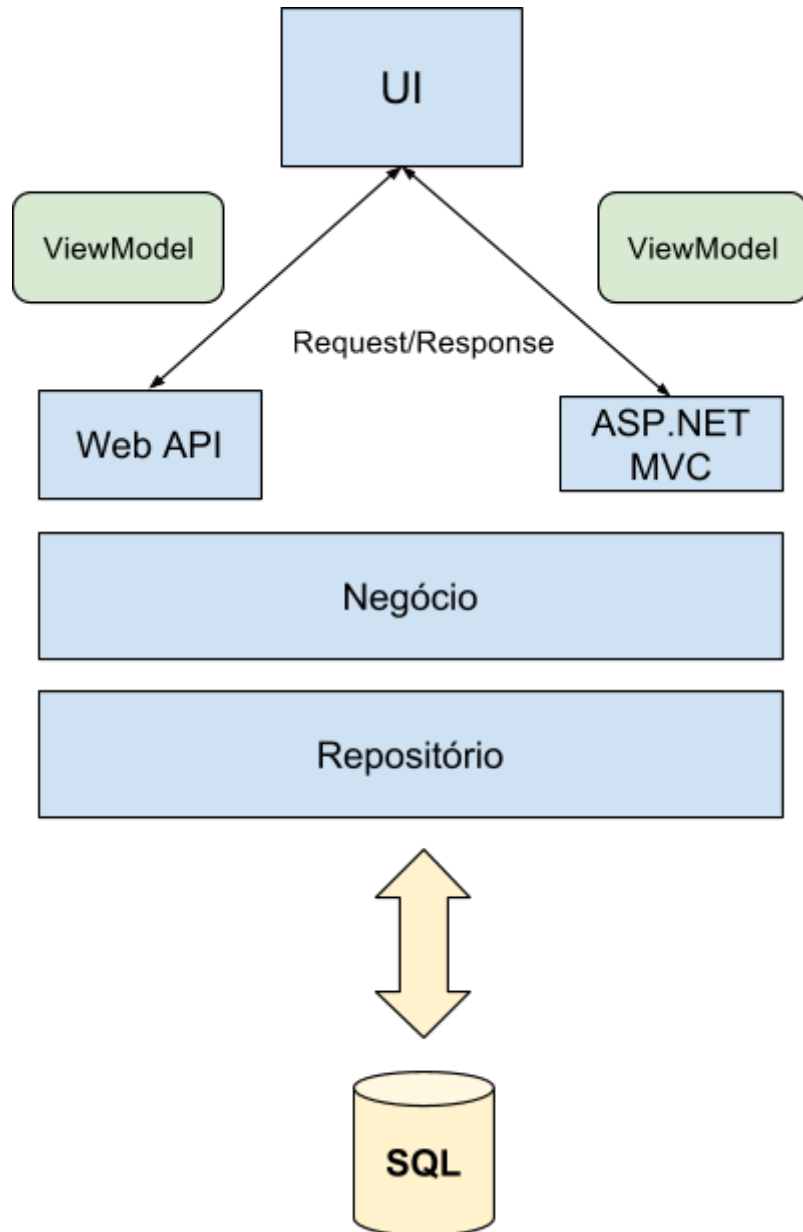 UI
ViewModel
ViewModel
Request/Response
Web API
ASP.NET
MVC
Negócio
Repositório
SQL